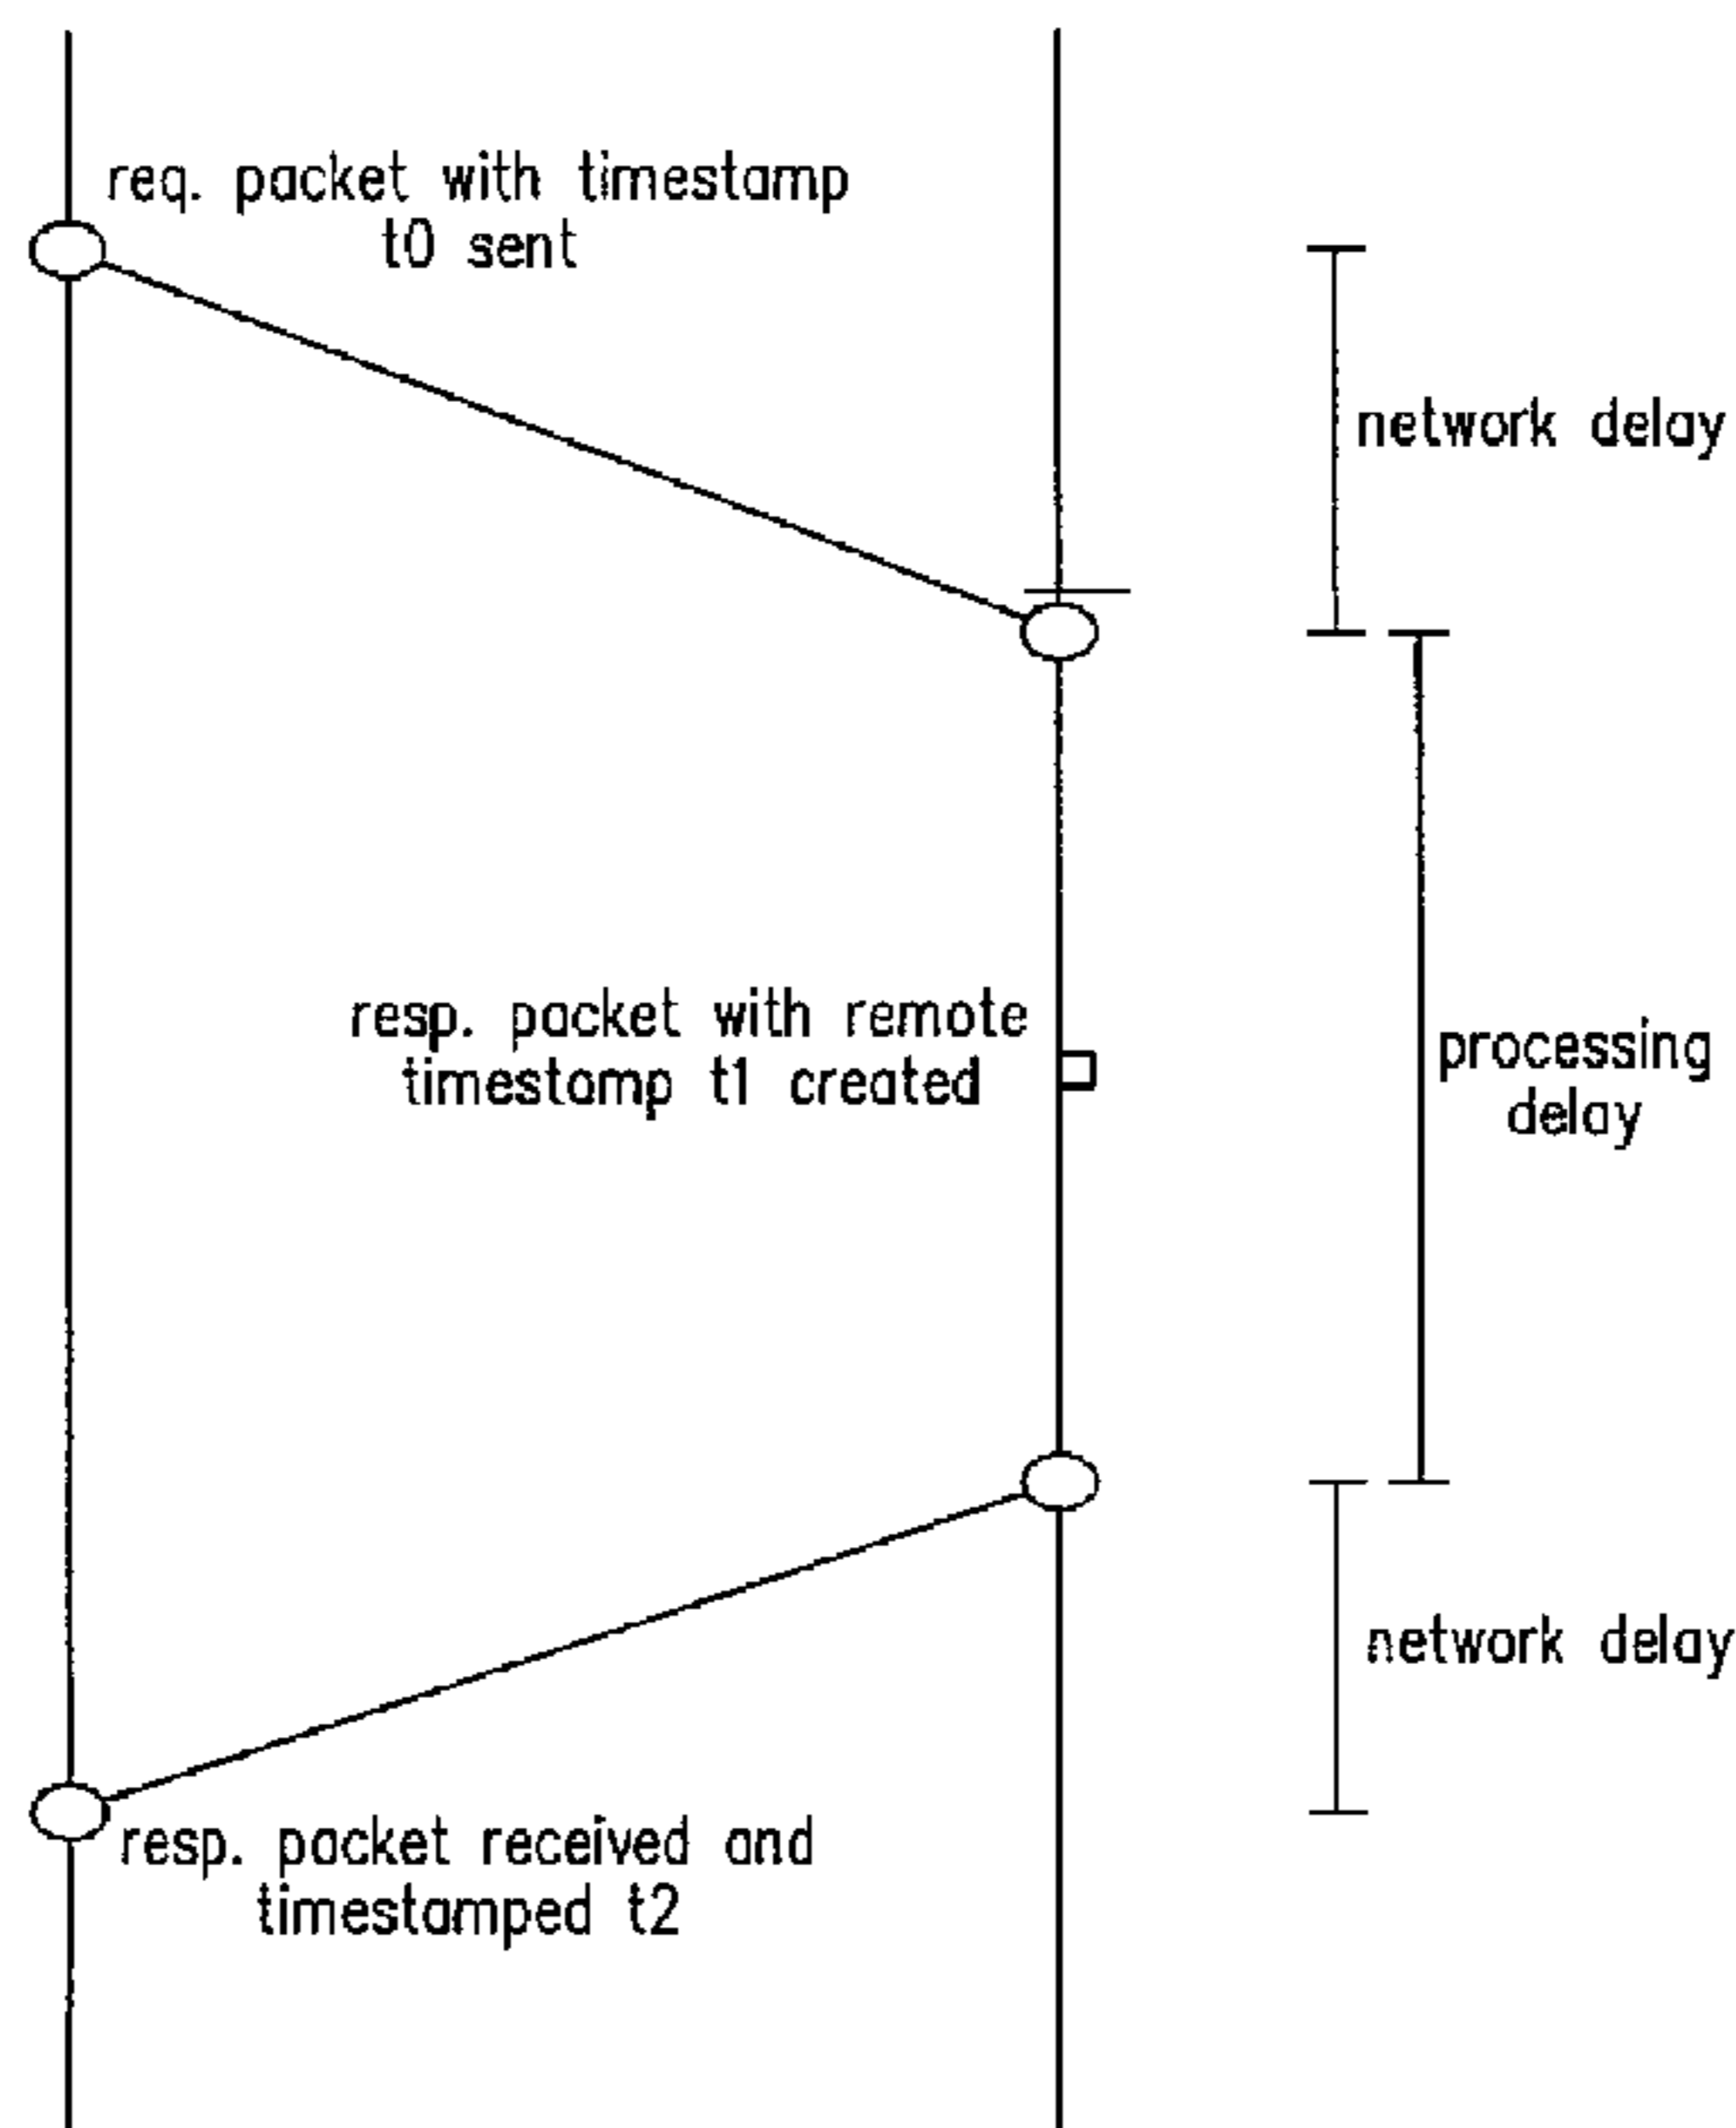 req. packet with timestamp
t0 sent
network delay
resp. packet with remote
timestamp t1 created
processing
delay
network delay
resp. packet received and
timestamped t2